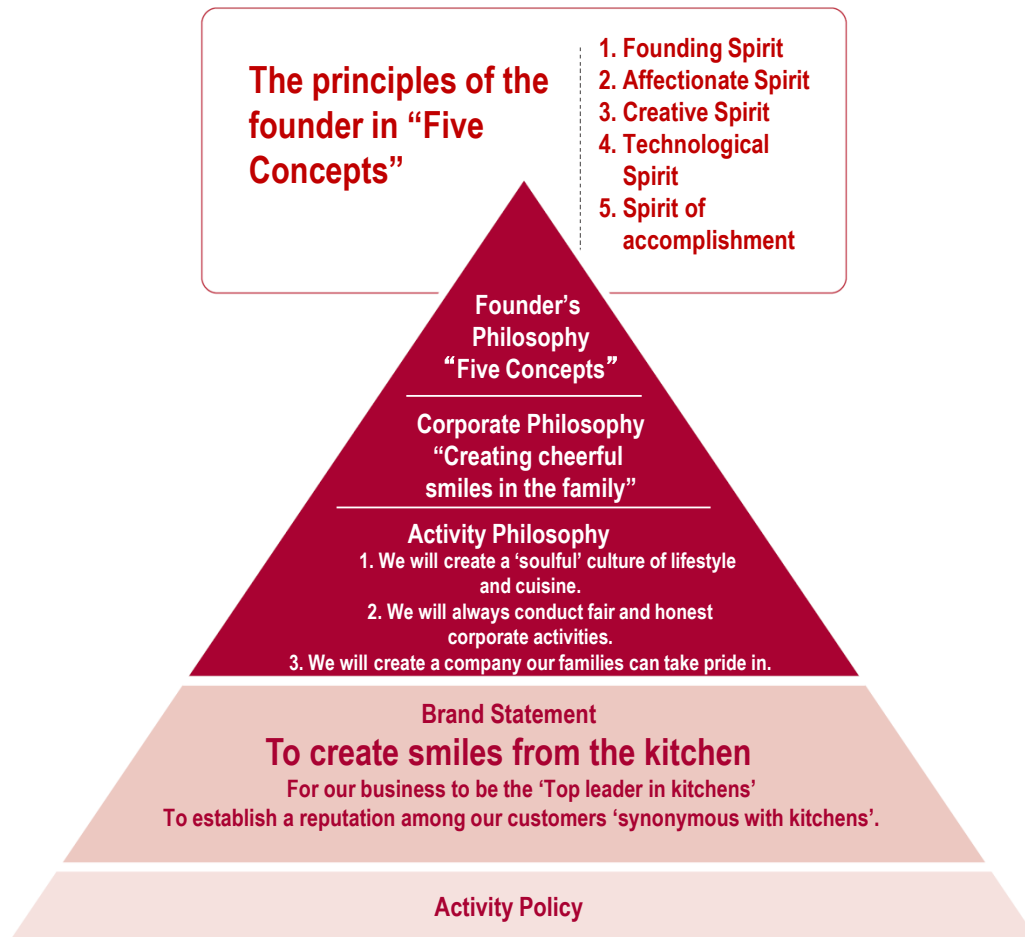 The principles of the
founder in “Five
Concepts”
1. Founding Spirit
2. Affectionate Spirit
3. Creative Spirit
4. Technological
Spirit
5. Spirit of
accomplishment
Founder’s
Philosophy
“Five Concepts”
Corporate Philosophy
“Creating cheerful
smiles in the family”
Activity Philosophy
1. We will create a ‘soulful’ culture of lifestyle
and cuisine.
2. We will always conduct fair and honest
corporate activities.
3. We will create a company our families can take pride in.
Brand Statement
To create smiles from the kitchen
For our business to be the ‘Top leader in kitchens’
To establish a reputation among our customers ‘synonymous with kitchens’.
Activity Policy